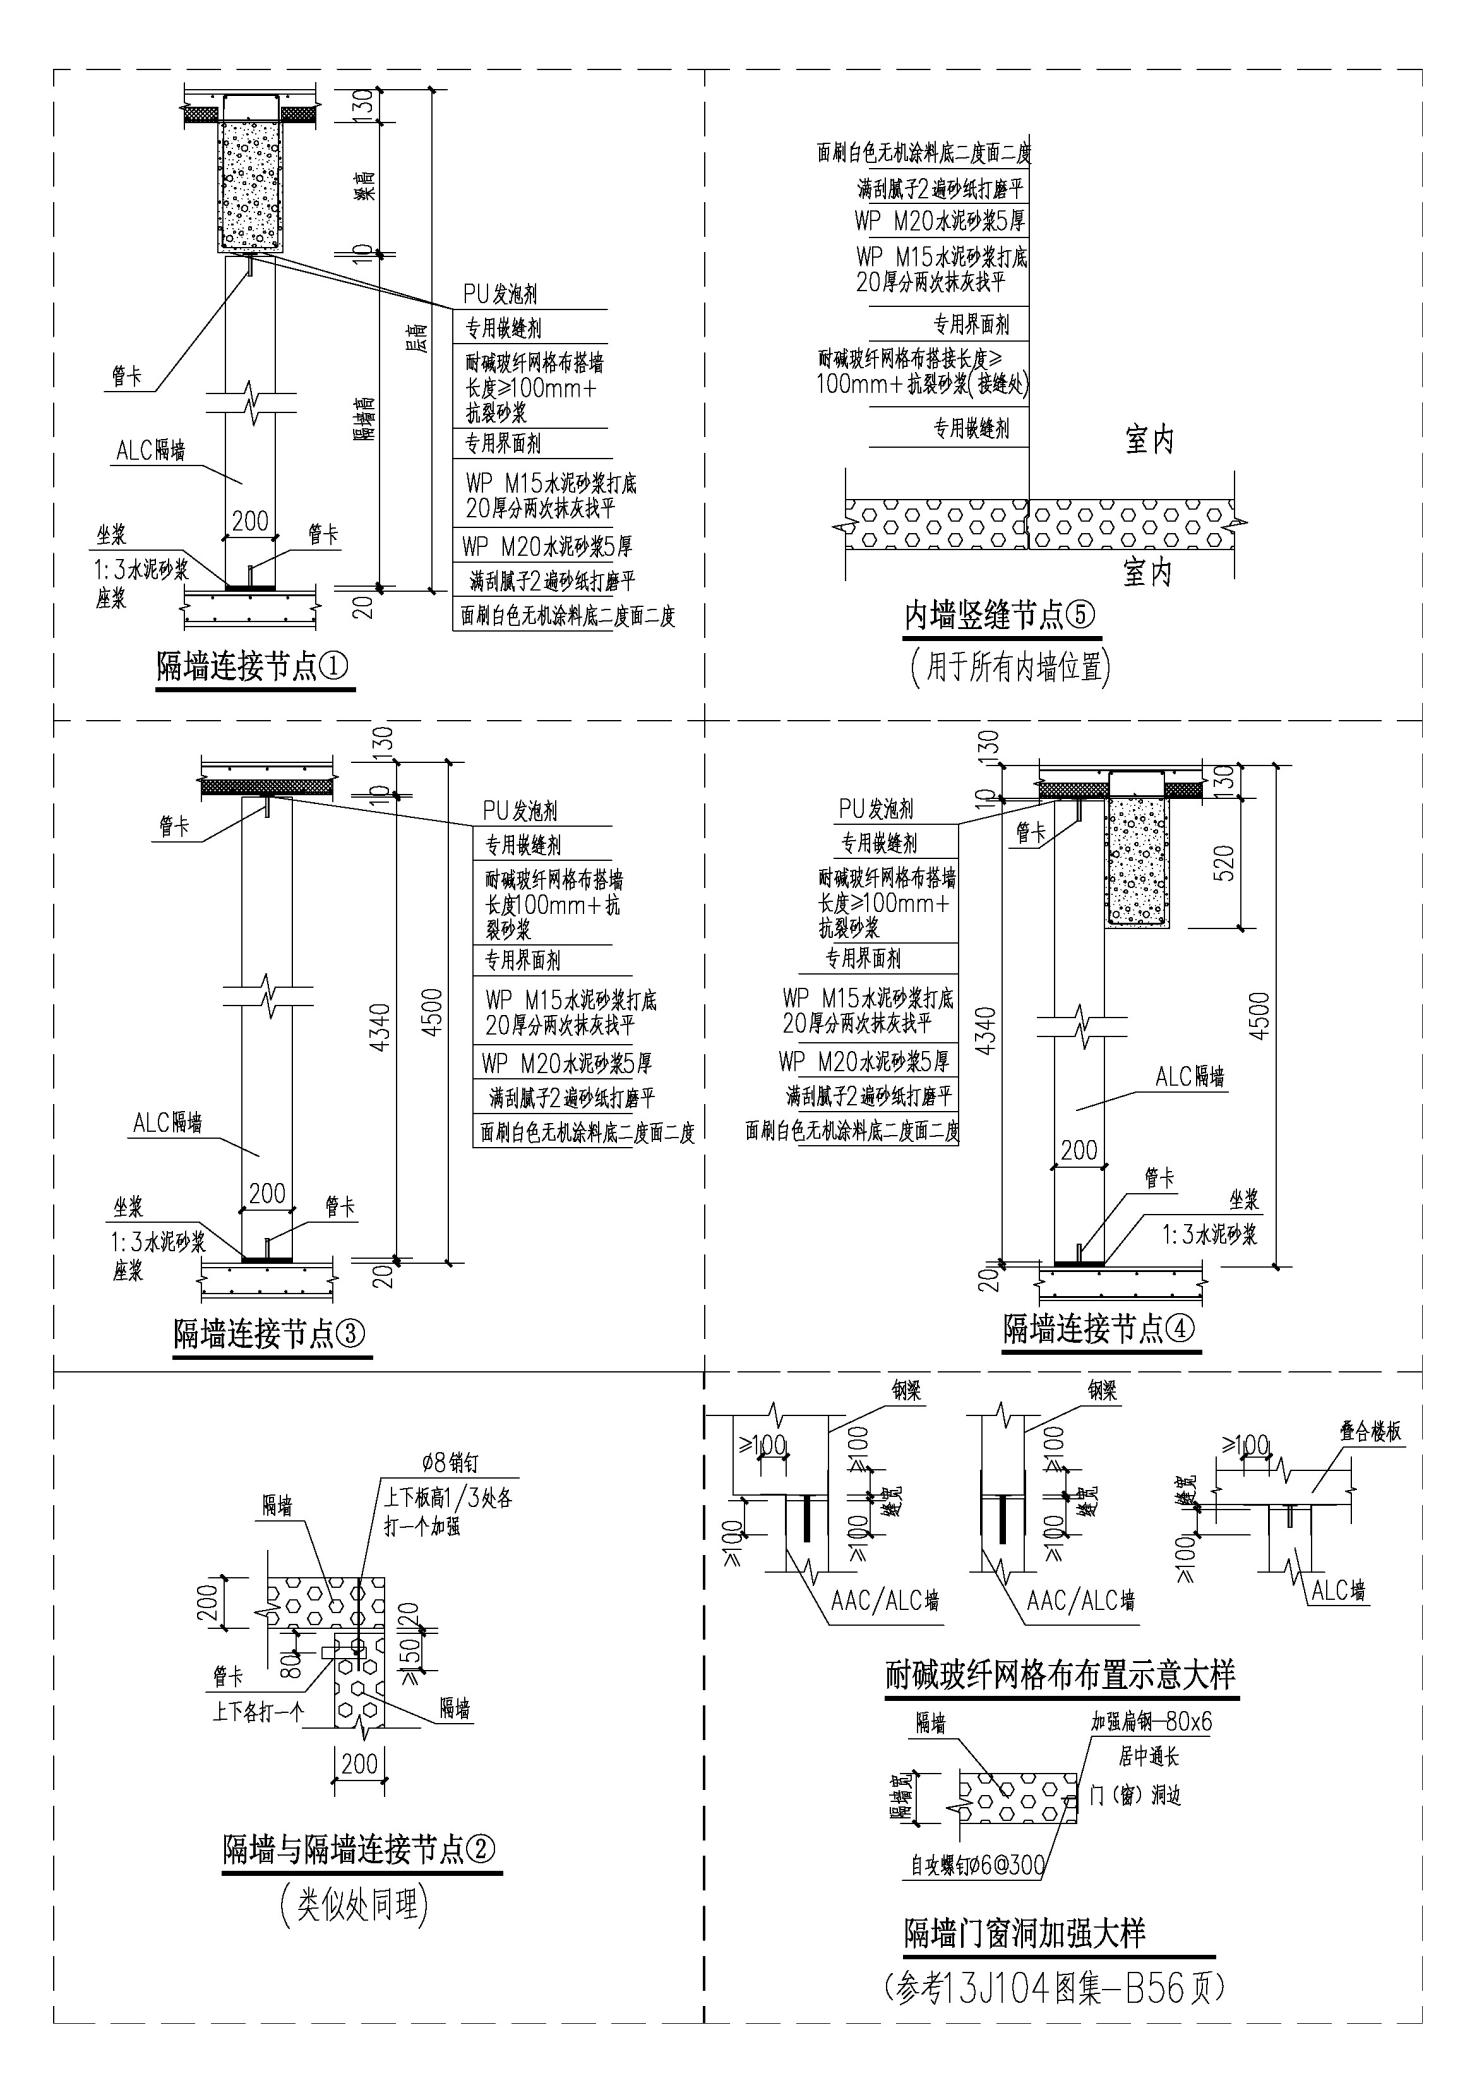 130
梁高
10
层高
隔墙高
20
管卡
ALC隔墙
200
坐浆
1:3水泥砂浆
座浆
管卡
PU发泡剂
专用嵌缝剂
耐碱玻纤网格布搭墙
长度≥100mm+
抗裂砂浆
专用界面剂
WP M15水泥砂浆打底
20厚分两次抹灰找平
WP M20水泥砂浆5厚
满刮腻子2遍砂纸打磨平
面刷白色无机涂料底二度面二度
隔墙连接节点①
面刷白色无机涂料底二度面二度
满刮腻子2遍砂纸打磨平
WP M20水泥砂浆5厚
WP M15水泥砂浆打底
20厚分两次抹灰找平
专用界面剂
耐碱玻纤网格布搭接长度≥
100mm+抗裂砂浆(接缝处)
专用嵌缝剂
室内
室内
内墙竖缝节点⑤
(用于所有内墙位置)
130
10
4340
4500
20
管卡
ALC隔墙
200
坐浆
1:3水泥砂浆
座浆
管卡
PU发泡剂
专用嵌缝剂
耐碱玻纤网格布搭墙
长度100mm+抗
裂砂浆
专用界面剂
WP M15水泥砂浆打底
20厚分两次抹灰找平
WP M20水泥砂浆5厚
满刮腻子2遍砂纸打磨平
面刷白色无机涂料底二度面二度
隔墙连接节点③
PU发泡剂
专用嵌缝剂
耐碱玻纤网格布搭墙
长度≥100mm+
抗裂砂浆
专用界面剂
WP M15水泥砂浆打底
20厚分两次抹灰找平
WP M20水泥砂浆5厚
满刮腻子2遍砂纸打磨平
面刷白色无机涂料底二度面二度
130
10
4340
20
管卡
130
520
4500
ALC隔墙
200
管卡
坐浆
1:3水泥砂浆
隔墙连接节点④
Ø8销钉
上下板高1/3处各
打一个加强
隔墙
200
80
20
≥150
管卡
上下各打一个
隔墙
200
隔墙与隔墙连接节点②
(类似处同理)
钢梁
≥100
≥100
缝宽
≥100
≥100
AAC/ALC墙
钢梁
≥100
缝宽
≥100
AAC/ALC墙
叠合楼板
≥100
缝宽
≥100
ALC墙
耐碱玻纤网格布布置示意大样
隔墙
隔墙宽
加强扁钢—80x6
居中通长
门(窗)洞边
自攻螺钉Ø6@300
隔墙门窗洞加强大样
(参考13J104图集—B56页)